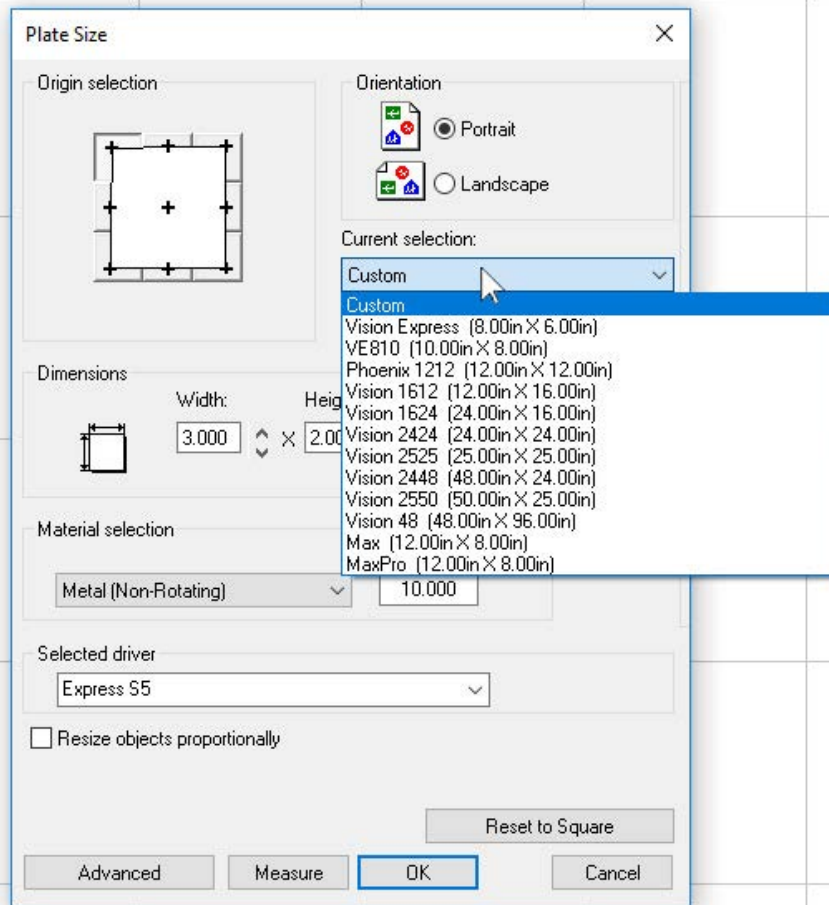 Plate Size
Origin selection
Orientation
Portrait
Landscape
Current selection:
Custom
Custom
Vision Express (8.00in X 6.00in)
VE810 (10.00in X 8.00in)
Phoenix 1212 (12.00in X 12.00in)
Vision 1612 (12.00in X 16.00in)
Vision 1624 (24.00in X 16.00in)
Vision 2424 (24.00in X 24.00in)
Vision 2525 (25.00in X 25.00in)
Vision 2448 (48.00in X 24.00in)
Vision 2550 (50.00in X 25.00in)
Vision 48 (48.00in X 96.00in)
Max (12.00in X 8.00in)
MaxPro (12.00in X 8.00in)
Dimensions
Width: Heig
3.000 X 2.00
Material selection
Metal (Non-Rotating) 10.000
Selected driver
Express S5
Resize objects proportionally
Reset to Square
Advanced Measure OK Cancel